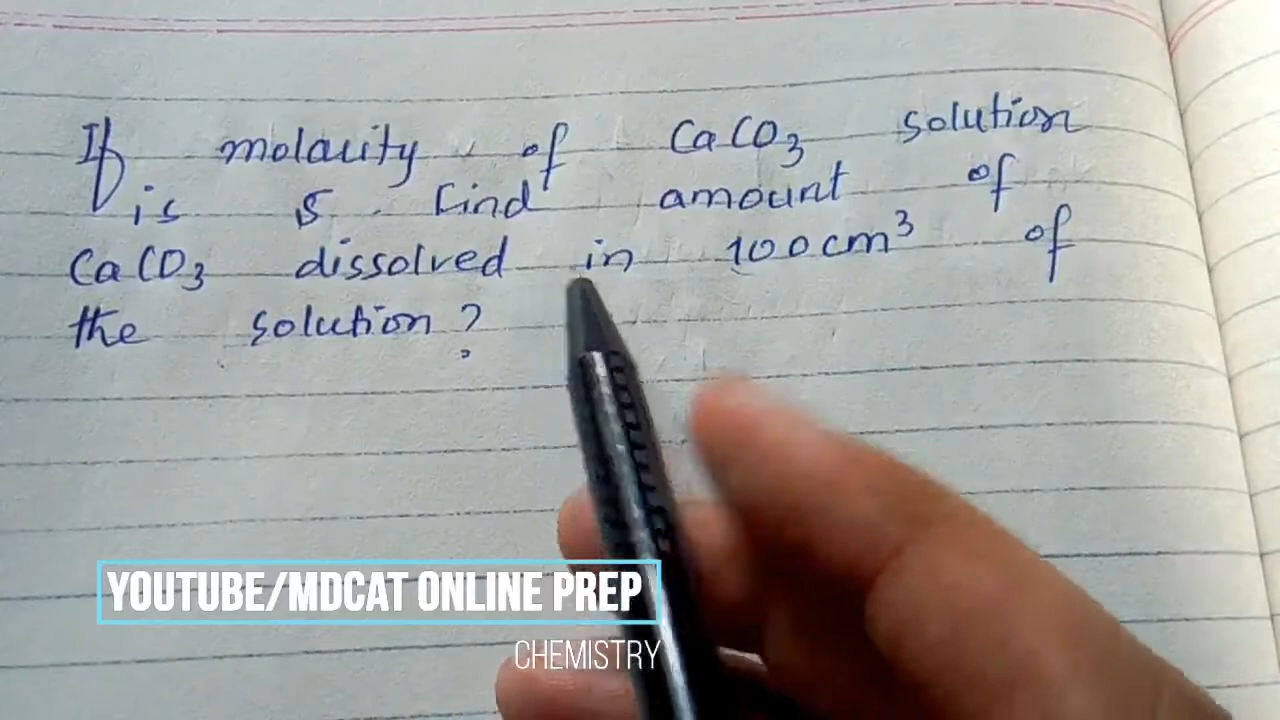 If molarity of CaCO3 solution
is 5 find amount of
CaCO3 dissolved in 100cm³ of
the solution?
YOUTUBE/MDCAT ONLINE PREP
CHEMISTRY